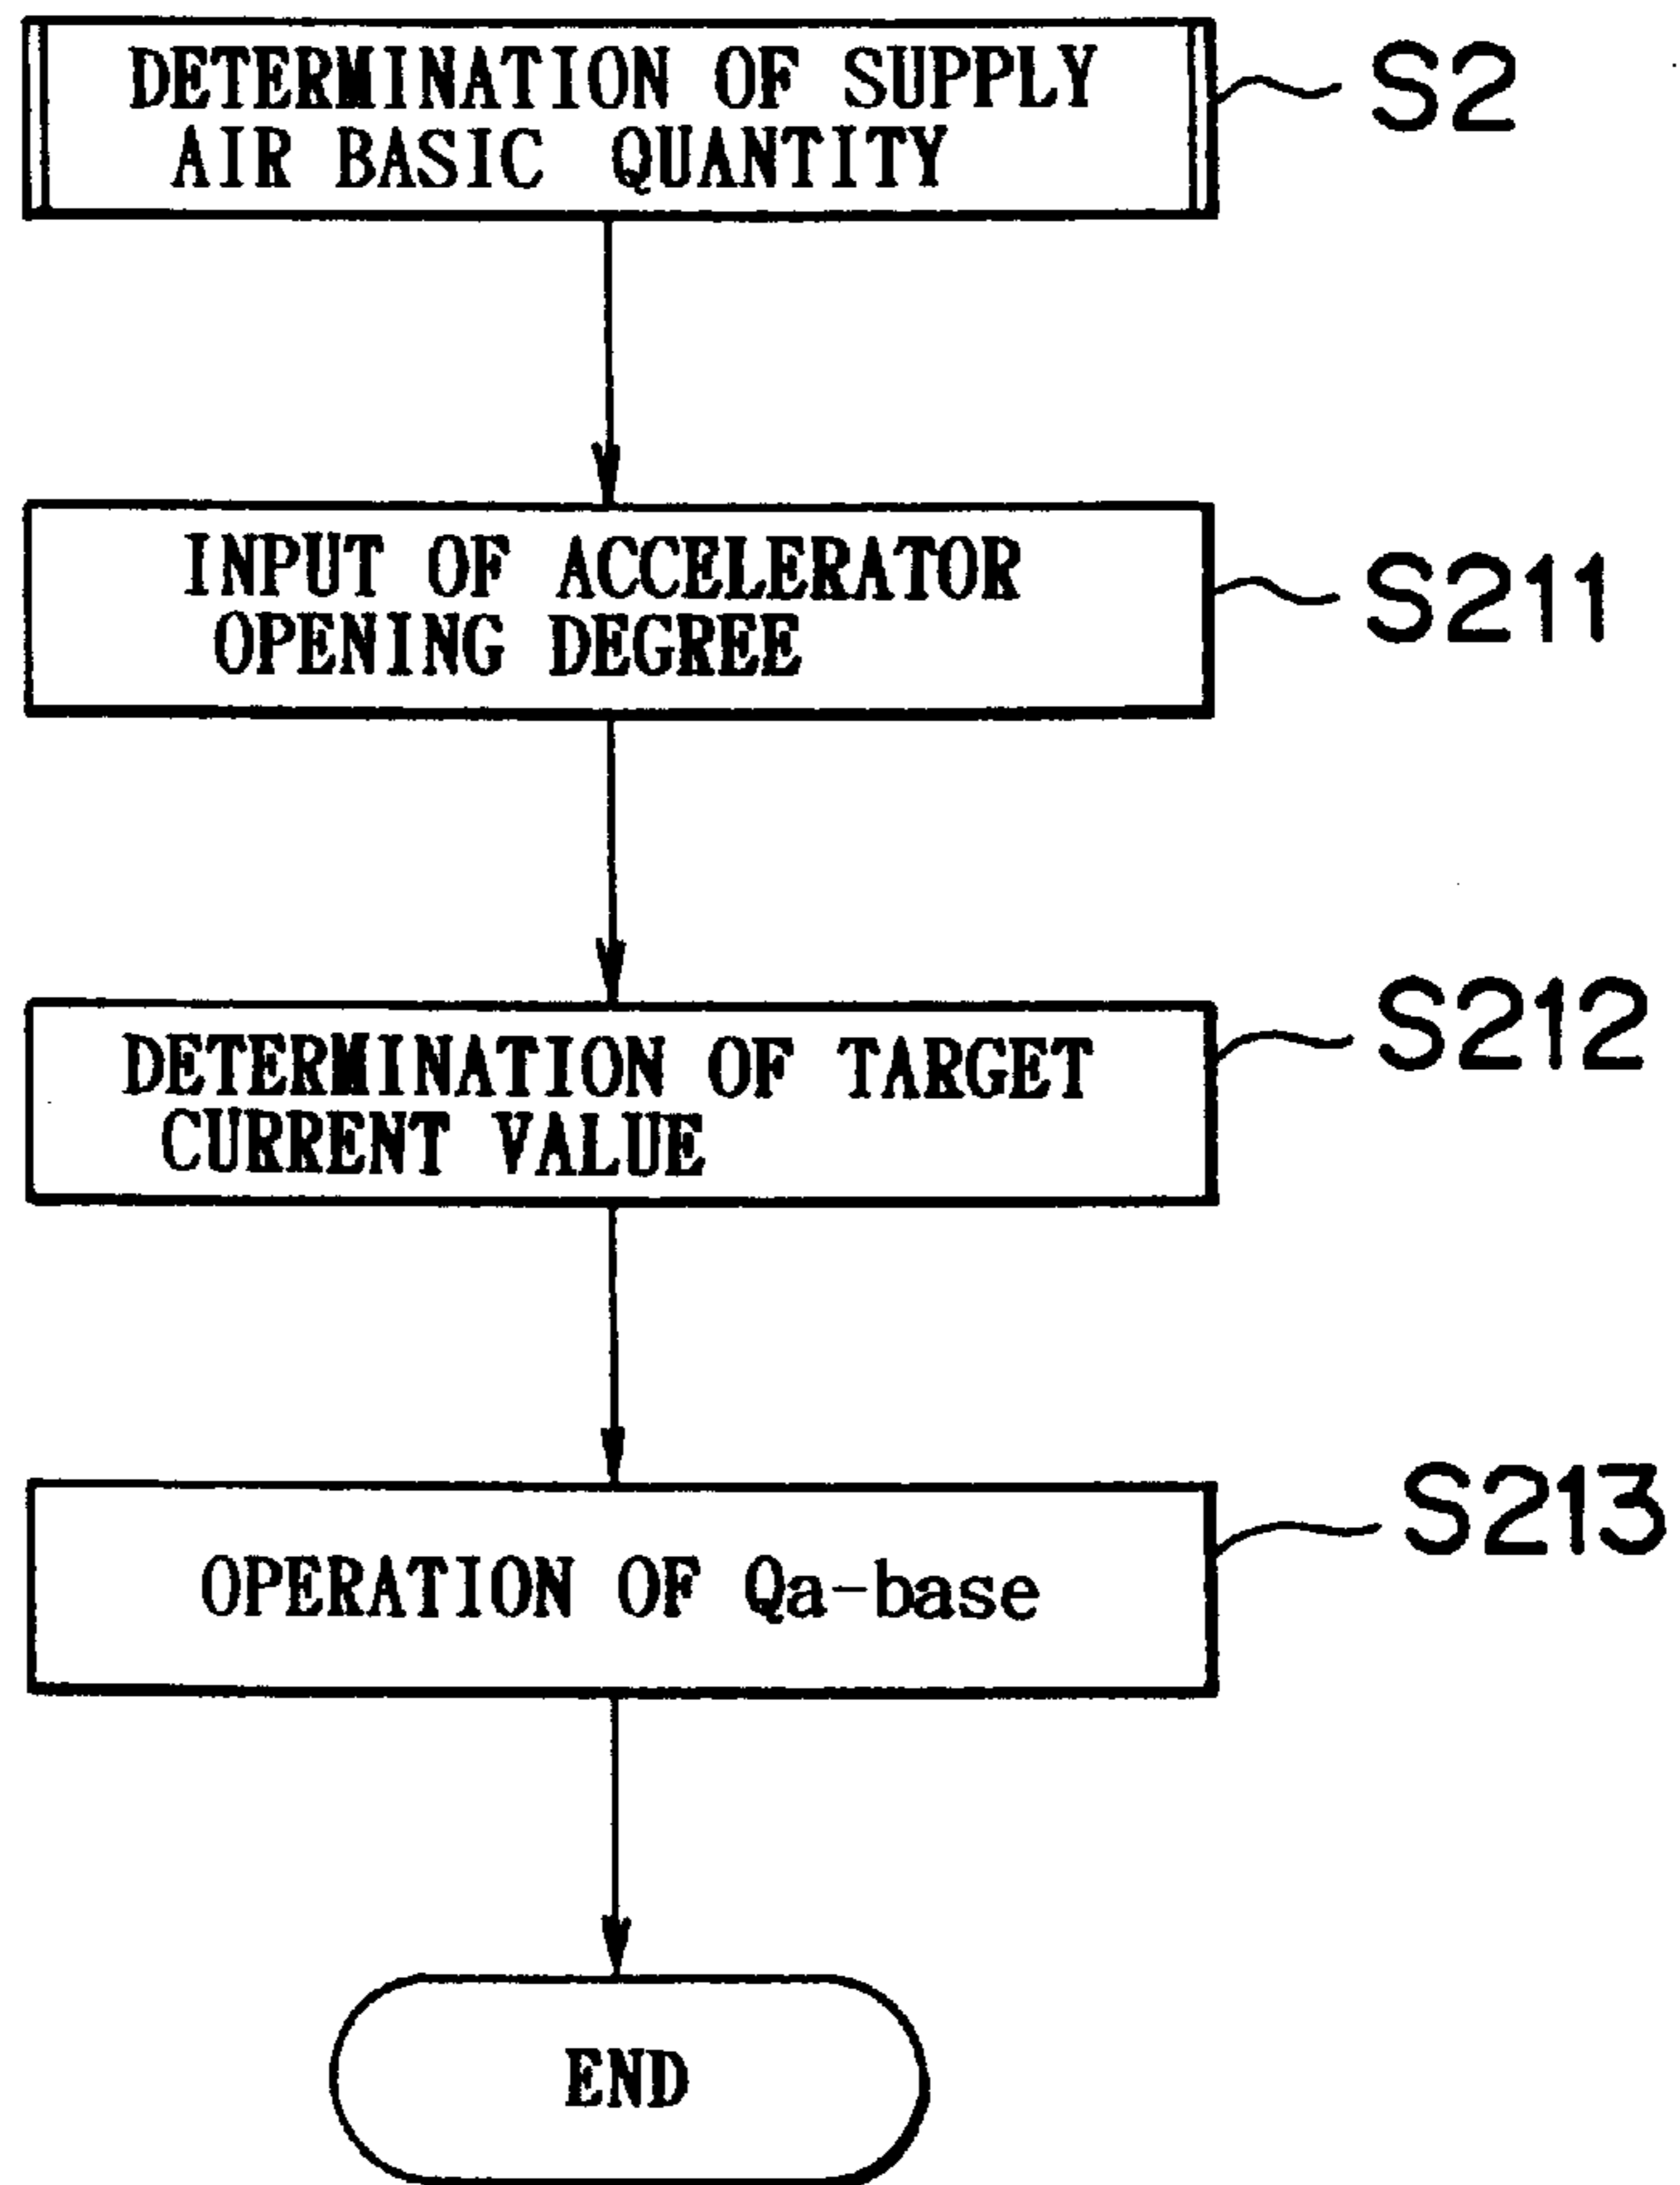 DETERMINATION OF SUPPLY
AIR BASIC QUANTITY
S2
INPUT OF ACCELERATOR
OPENING DEGREE
S211
DETERMINATION OF TARGET
CURRENT VALUE
S212
OPERATION OF Qa-base
S213
END